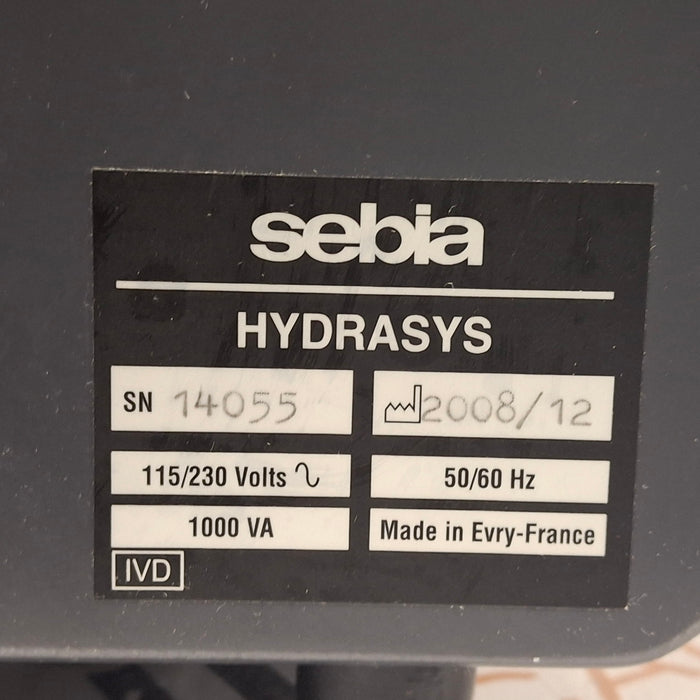 sebia
HYDRASYS
SN 14055
2008/12
115/230 Volts ∿
50/60 Hz
1000 VA
Made in Evry-France
IVD